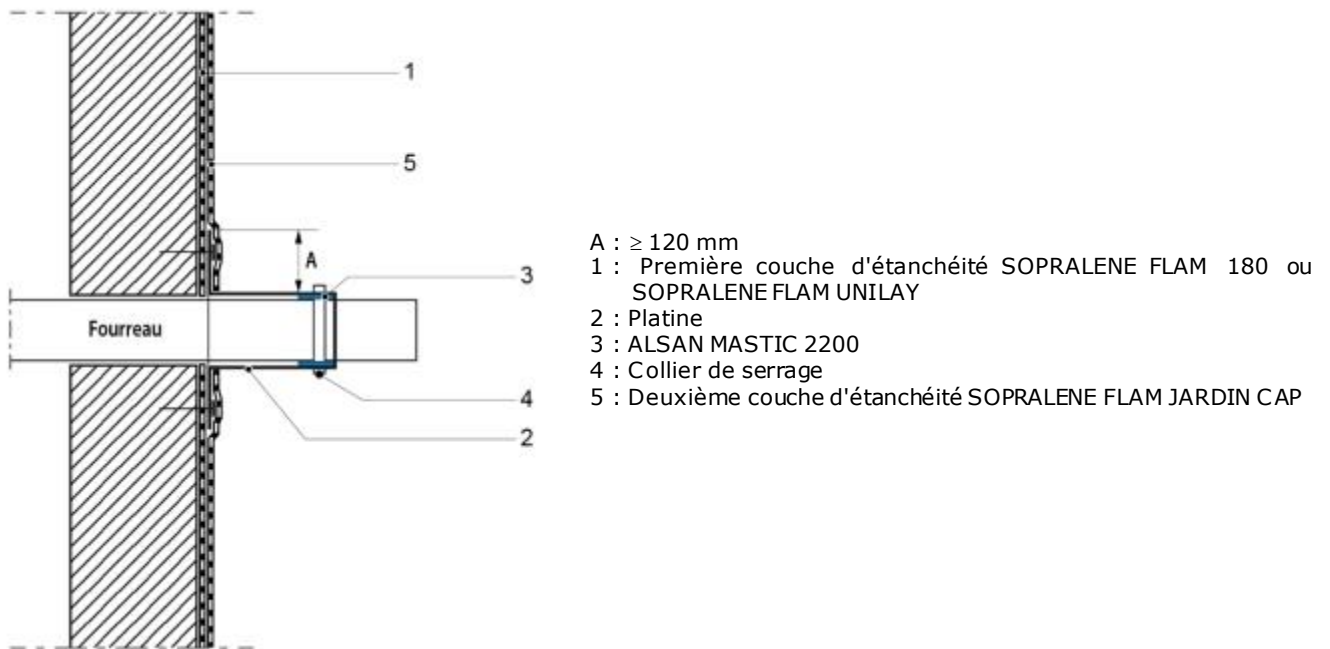 1
5
A
3
Fourreau
4
2
A : ≥ 120 mm
1 : Première couche d'étanchéité SOPRALENE FLAM 180 ou
SOPRALENE FLAM UNILAY
2 : Platine
3 : ALSAN MASTIC 2200
4 : Collier de serrage
5 : Deuxième couche d'étanchéité SOPRALENE FLAM JARDIN CAP